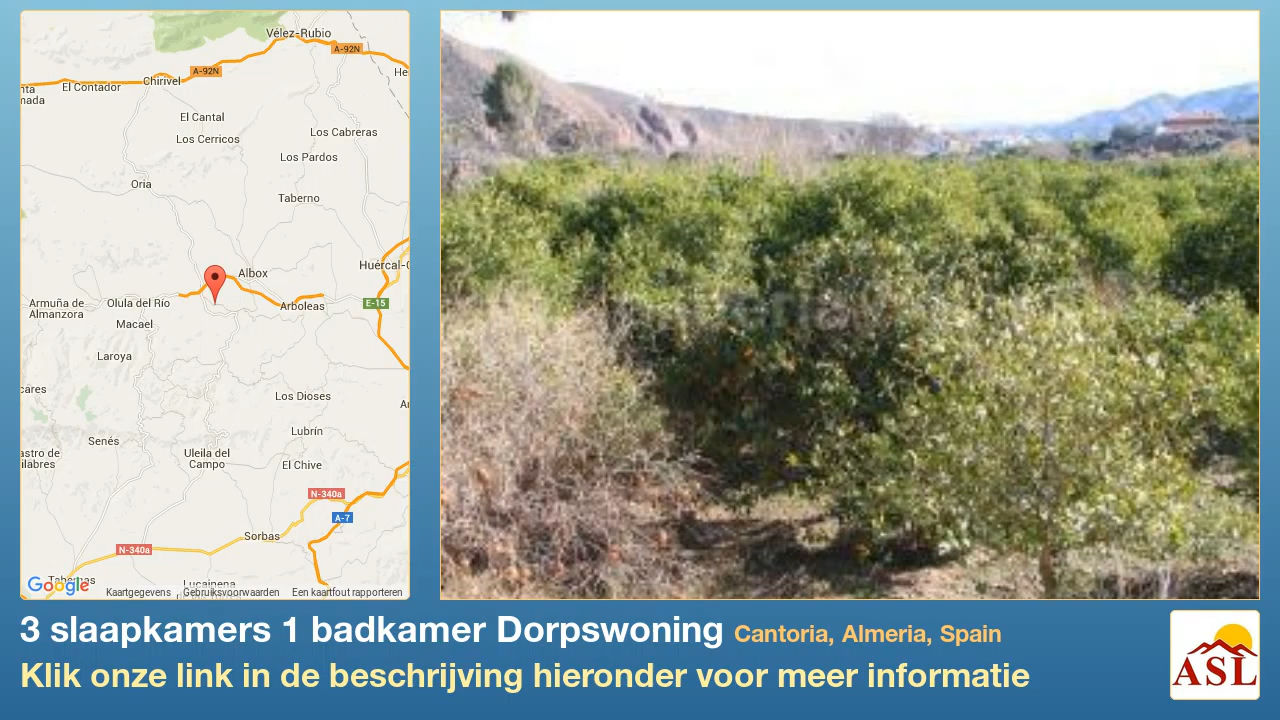 Vélez-Rubio
A-92N
A-92N
Chirivel
El Contador
El Cantal
Los Cerricos
Los Cabreras
Los Pardos
Oria
Taberno
Albox
Huércal-O
Armuña de
Almanzora
Olula del Río
Arboleas
E-15
Macael
Laroya
Los Dioses
Lubrín
Senés
Uleila del
Campo
El Chive
N-340a
A-7
Sorbas
N-340a
Google
Kaartgegevens Gebruiksvoorwaarden Een kaartfout rapporteren
3 slaapkamers 1 badkamer Dorpswoning Cantoria, Almeria, Spain
Klik onze link in de beschrijving hieronder voor meer informatie
ASL